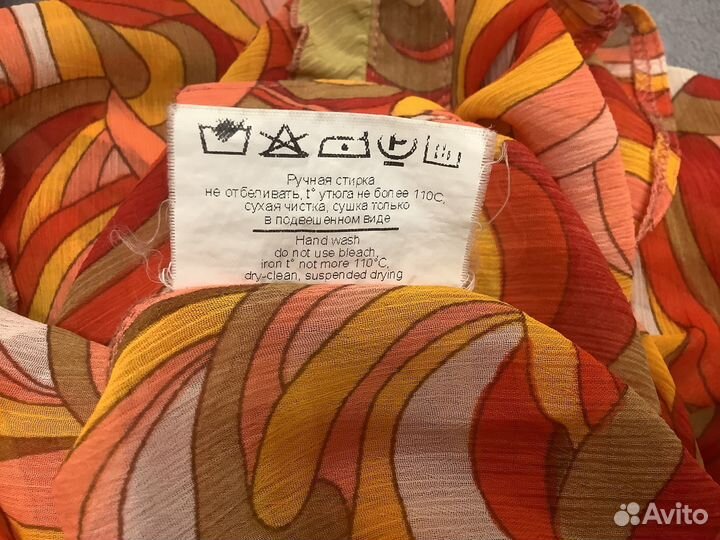 Ручная стирка
не отбеливать, t° утюга не более 110С,
сухая чистка, сушка только
в подвешенном виде
Hand wash
do not use bleach,
iron t° not more 110°C,
dry-clean, suspended drying
Avito